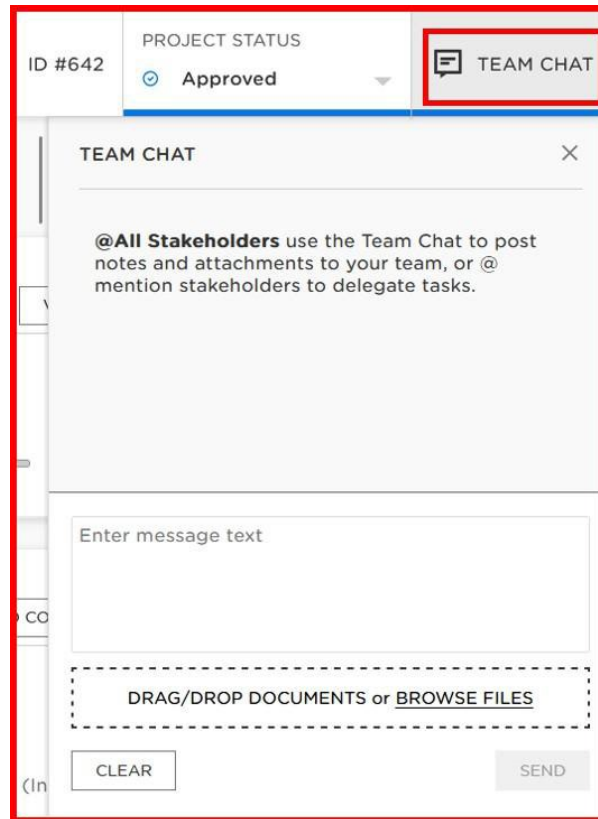 PROJECT STATUS
ID #642
Approved
TEAM CHAT
TEAM CHAT
@All Stakeholders use the Team Chat to post
notes and attachments to your team, or @
mention stakeholders to delegate tasks.
Enter message text
CO
DRAG/DROP DOCUMENTS or BROWSE FILES
CLEAR
SEND
(In